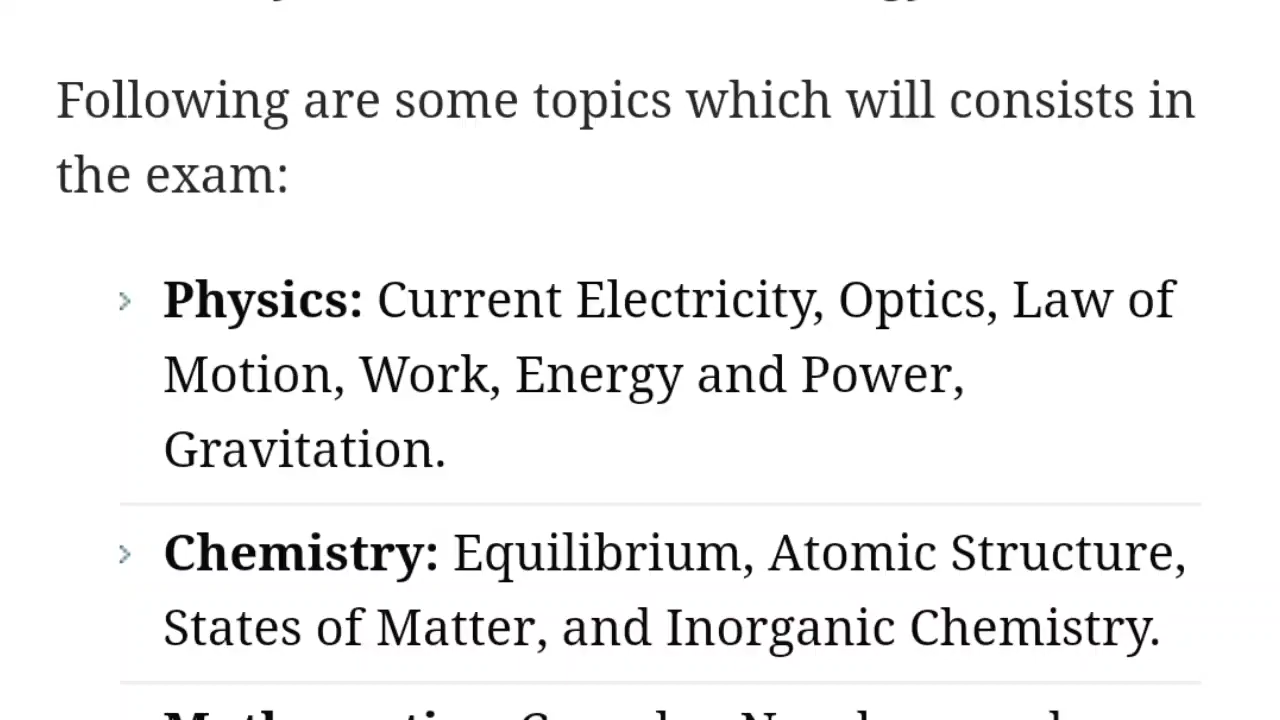 Following are some topics which will consists in
the exam:
Physics: Current Electricity, Optics, Law of
Motion, Work, Energy and Power,
Gravitation.
Chemistry: Equilibrium, Atomic Structure,
States of Matter, and Inorganic Chemistry.